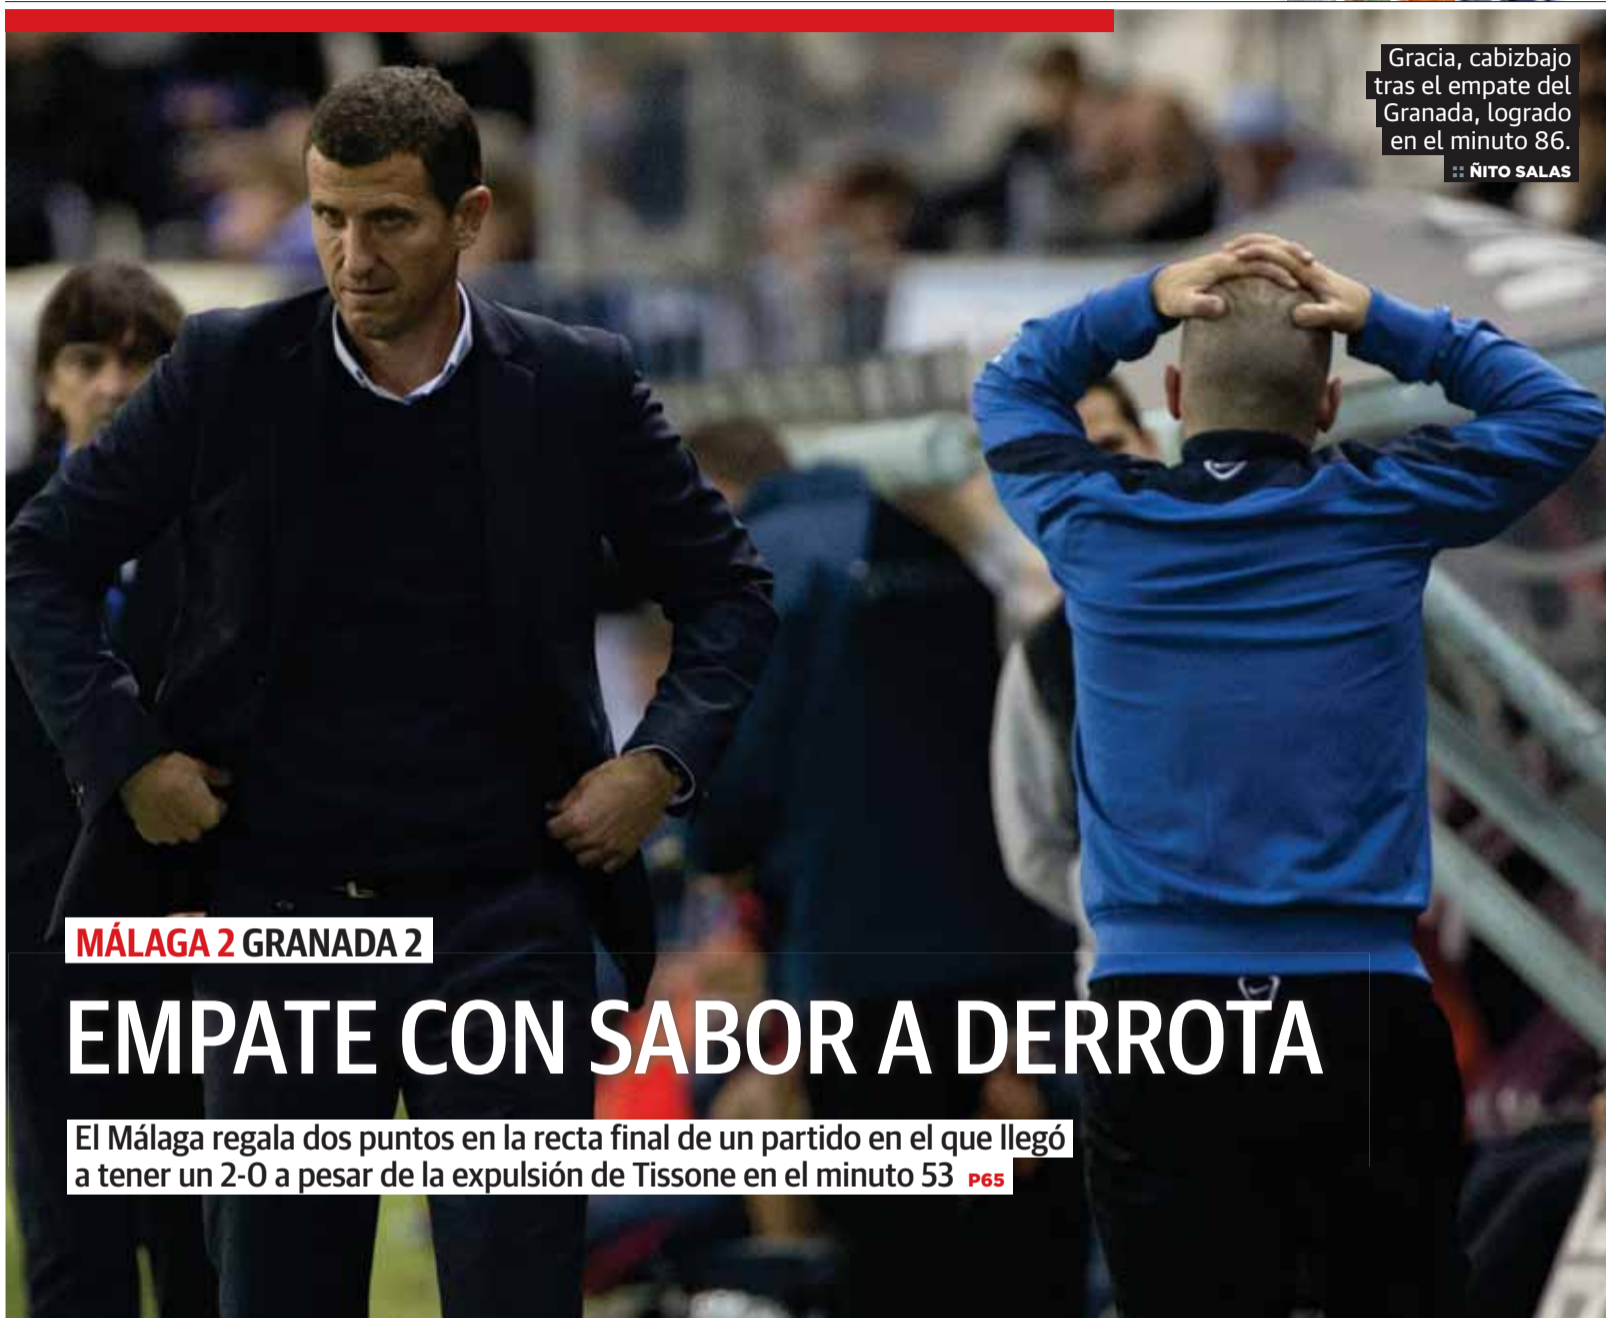 Gracia, cabizbajo
tras el empate del
Granada, logrado
en el minuto 86.
:: ÑITO SALAS
MÁLAGA 2 GRANADA 2
EMPATE CON SABOR A DERROTA
El Málaga regala dos puntos en la recta final de un partido en el que llegó
a tener un 2-0 a pesar de la expulsión de Tissone en el minuto 53 P65